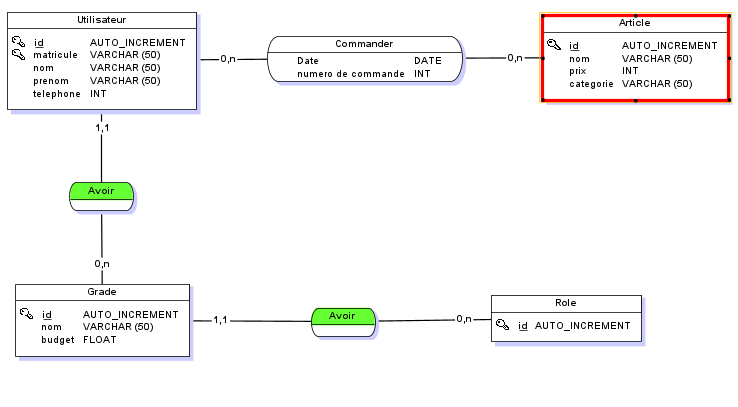 Utilisateur
id AUTO_INCREMENT
matricule VARCHAR (50)
nom VARCHAR (50)
prenom VARCHAR (50)
telephone INT
0,n
Commander
Date DATE
numero de commande INT
0,n
Article
id AUTO_INCREMENT
nom VARCHAR (50)
prix INT
categorie VARCHAR (50)
1,1
Avoir
0,n
Grade
id AUTO_INCREMENT
nom VARCHAR (50)
budget FLOAT
1,1
Avoir
0,n
Role
id AUTO_INCREMENT